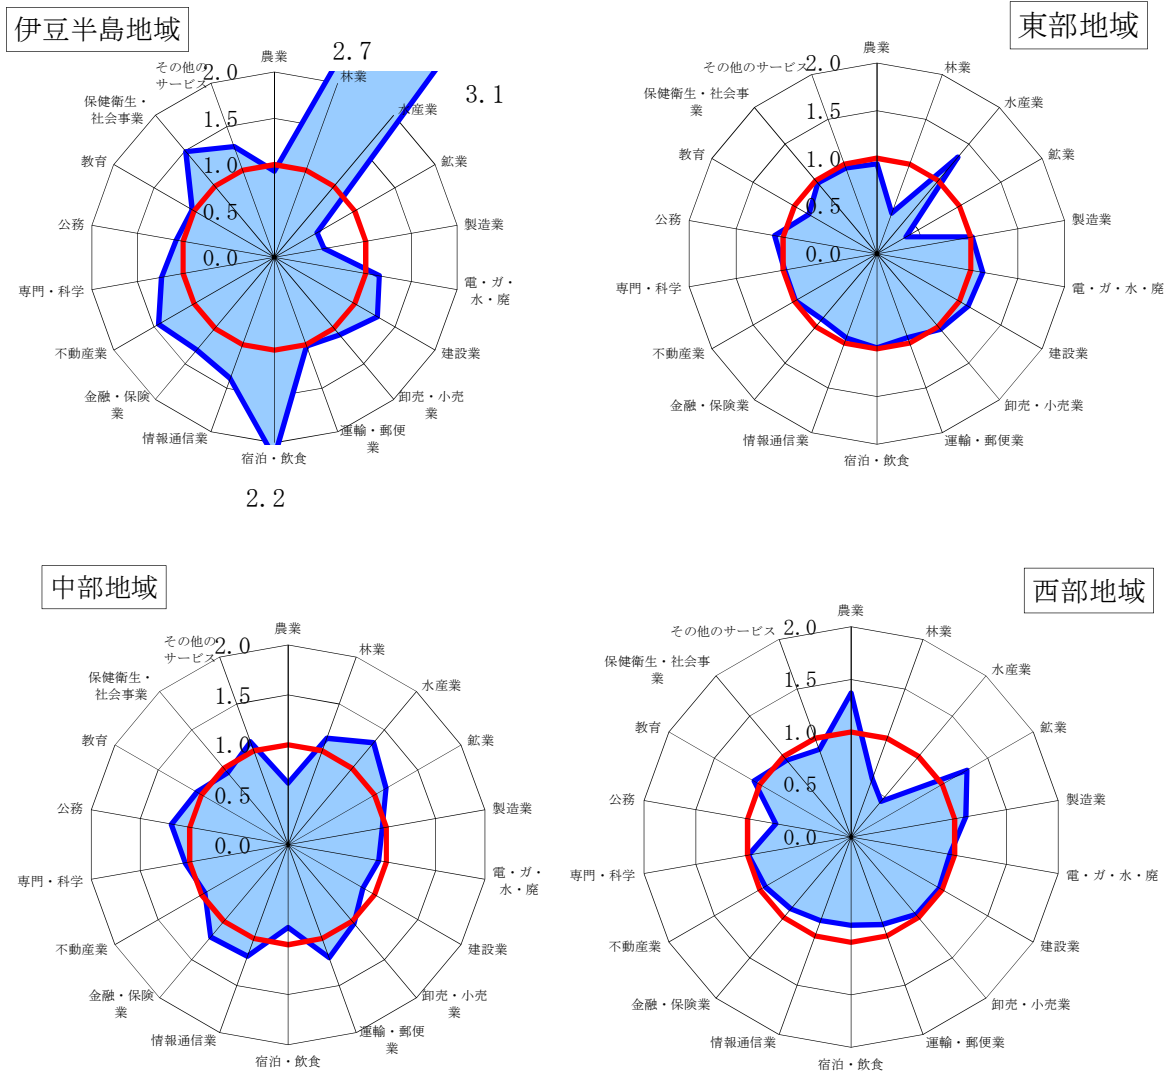 伊豆半島地域
2.7
3.1
農業
林業
水産業
鉱業
製造業
電・ガ・
水・廃
建設業
卸売・小売
業
運輸・郵便
業
宿泊・飲食
情報通信業
金融・保険
業
不動産業
専門・科学
公務
教育
保健衛生・
社会事業
その他の
サービス
2.0
1.5
1.0
0.5
0.0
2.2
東部地域
農業
林業
水産業
鉱業
製造業
電・ガ・水・廃
建設業
卸売・小売業
運輸・郵便業
宿泊・飲食
情報通信業
金融・保険業
不動産業
専門・科学
公務
教育
保健衛生・社会事
業
その他のサービス
2.0
1.5
1.0
0.5
0.0
中部地域
農業
林業
水産業
鉱業
製造業
電・ガ・
水・廃
建設業
卸売・小売
業
運輸・郵便
業
宿泊・飲食
情報通信業
金融・保険
業
不動産業
専門・科学
公務
教育
保健衛生・
社会事業
その他の
サービス
2.0
1.5
1.0
0.5
0.0
西部地域
農業
林業
水産業
鉱業
製造業
電・ガ・水・廃
建設業
卸売・小売業
運輸・郵便業
宿泊・飲食
情報通信業
金融・保険業
不動産業
専門・科学
公務
教育
保健衛生・社会事
業
その他のサービス
2.0
1.5
1.0
0.5
0.0